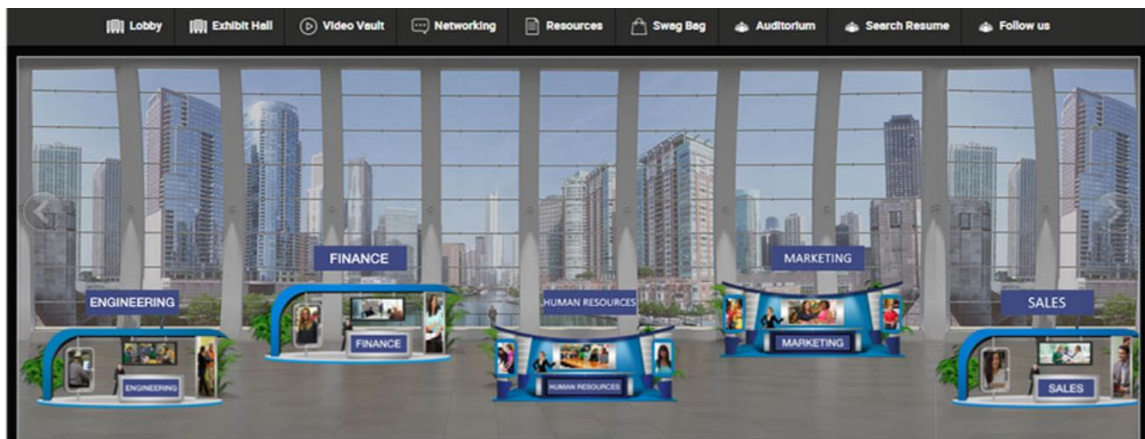 Lobby
Exhibit Hall
Video Vault
Networking
Resources
Swag Bag
Auditorium
Search Resume
Follow us
FINANCE
MARKETING
ENGINEERING
HUMAN RESOURCES
SALES
FINANCE
MARKETING
ENGINEERING
HUMAN RESOURCES
SALES